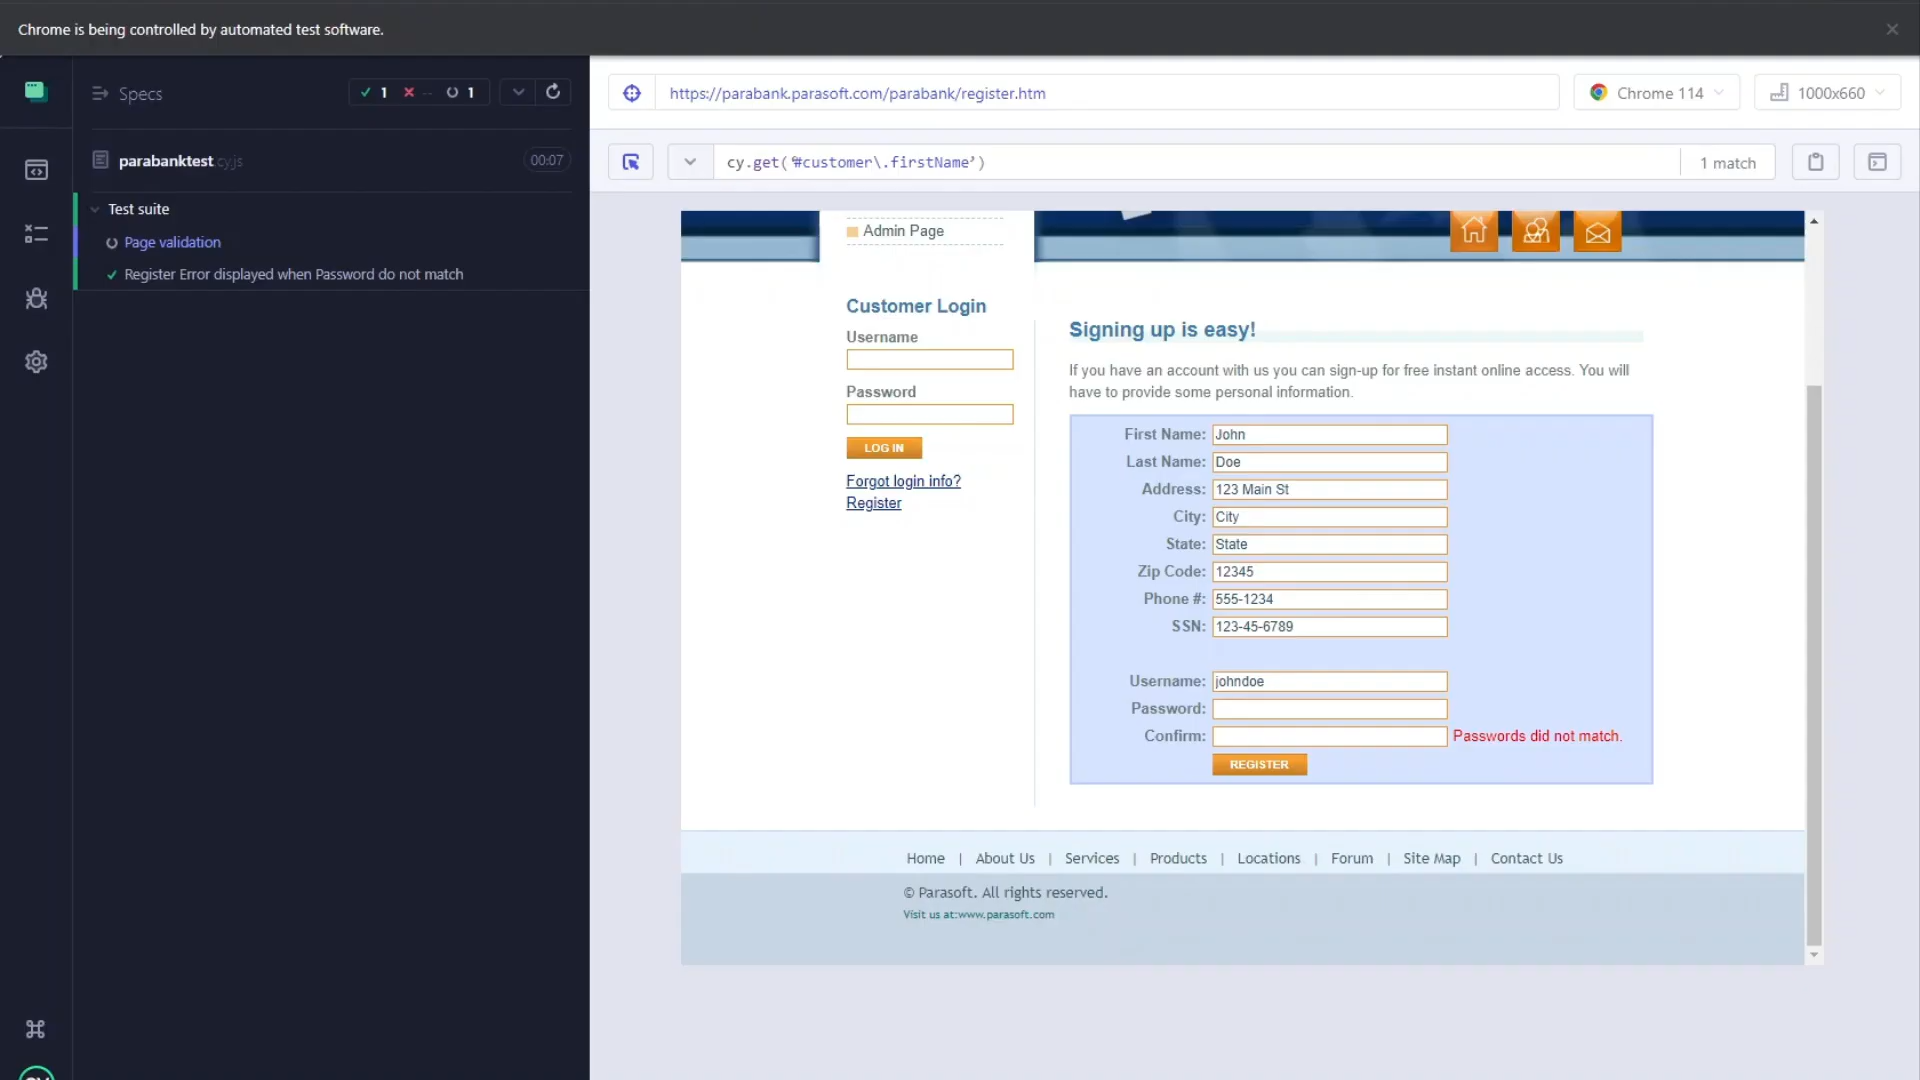 Chrome is being controlled by automated test software.
Specs
1 -- 1
parabanktest.cy.js 00:07
Test suite
Page validation
Register Error displayed when Password do not match
https://parabank.parasoft.com/parabank/register.htm
Chrome 114
1000x660
cy.get('#customer\.firstName')
1 match
Admin Page
Customer Login
Username
Password
LOG IN
Forgot login info?
Register
Signing up is easy!
If you have an account with us you can sign-up for free instant online access. You will
have to provide some personal information.
First Name: John
Last Name: Doe
Address: 123 Main St
City: City
State: State
Zip Code: 12345
Phone #: 555-1234
SSN: 123-45-6789
Username: johndoe
Password:
Confirm: Passwords did not match.
REGISTER
Home | About Us | Services | Products | Locations | Forum | Site Map | Contact Us
© Parasoft. All rights reserved.
Visit us at:www.parasoft.com